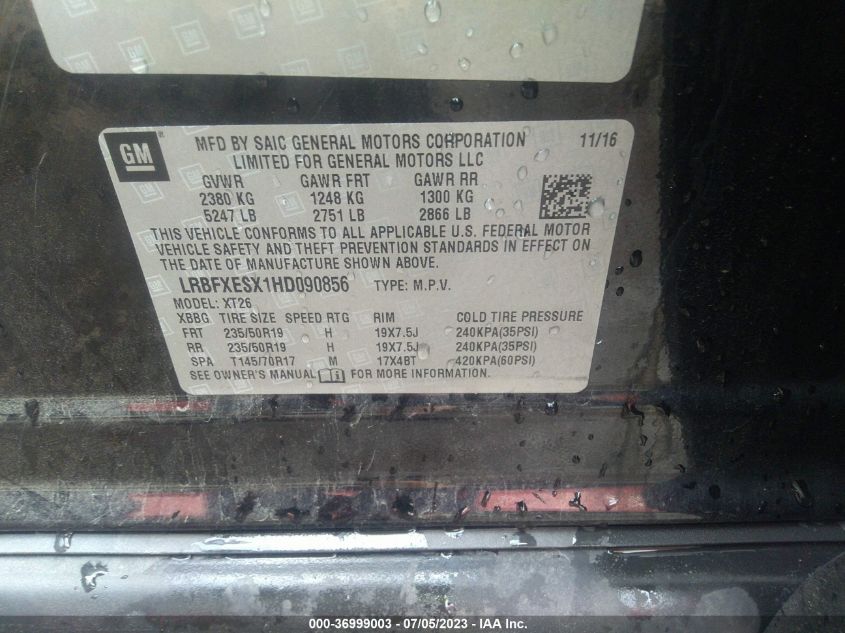 GM
MFD BY SAIC GENERAL MOTORS CORPORATION 11/16
LIMITED FOR GENERAL MOTORS LLC
GVWR GAWR FRT GAWR RR
2380 KG 1248 KG 1300 KG
5247 LB 2751 LB 2866 LB
THIS VEHICLE CONFORMS TO ALL APPLICABLE U.S. FEDERAL MOTOR
VEHICLE SAFETY AND THEFT PREVENTION STANDARDS IN EFFECT ON
THE DATE OF MANUFACTURE SHOWN ABOVE.
LRBFXESX1HD090856 TYPE: M.P.V.
MODEL: XT26
XBBG TIRE SIZE SPEED RTG RIM COLD TIRE PRESSURE
FRT 235/50R19 H 19X7.5J 240KPA(35PSI)
RR 235/50R19 H 19X7.5J 240KPA(35PSI)
SPA T145/70R17 M 17X4BT 420KPA(60PSI)
SEE OWNER'S MANUAL FOR MORE INFORMATION.
000-36999003 - 07/05/2023 - IAA Inc.